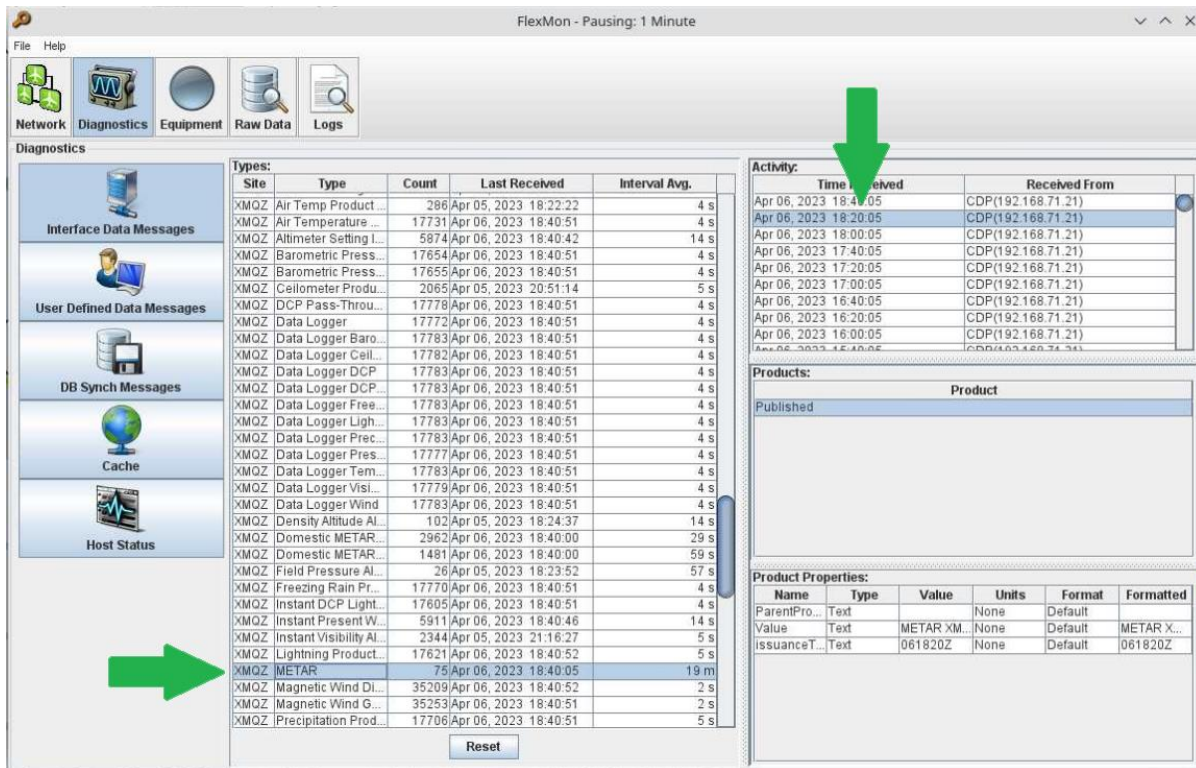 FlexMon - Pausing: 1 Minute
File Help
Network Diagnostics Equipment Raw Data Logs
Diagnostics
Interface Data Messages
User Defined Data Messages
DB Synch Messages
Cache
Host Status
Types:
Site Type Count Last Received Interval Avg.
XMQZ Air Temp Product ... 286 Apr 05, 2023 18:22:22 4 s
XMQZ Air Temperature ... 17731 Apr 06, 2023 18:40:51 4 s
XMQZ Altimeter Setting I... 5874 Apr 06, 2023 18:40:42 14 s
XMQZ Barometric Press... 17654 Apr 06, 2023 18:40:51 4 s
XMQZ Barometric Press... 17655 Apr 06, 2023 18:40:51 4 s
XMQZ Ceilometer Produ... 2065 Apr 05, 2023 20:51:14 5 s
XMQZ DCP Pass-Throu... 17778 Apr 06, 2023 18:40:51 4 s
XMQZ Data Logger 17772 Apr 06, 2023 18:40:51 4 s
XMQZ Data Logger Baro... 17783 Apr 06, 2023 18:40:51 4 s
XMQZ Data Logger Ceil... 17782 Apr 06, 2023 18:40:51 4 s
XMQZ Data Logger DCP 17783 Apr 06, 2023 18:40:51 4 s
XMQZ Data Logger DCP... 17783 Apr 06, 2023 18:40:51 4 s
XMQZ Data Logger Free... 17783 Apr 06, 2023 18:40:51 4 s
XMQZ Data Logger Ligh... 17783 Apr 06, 2023 18:40:51 4 s
XMQZ Data Logger Prec... 17783 Apr 06, 2023 18:40:51 4 s
XMQZ Data Logger Pres... 17777 Apr 06, 2023 18:40:51 4 s
XMQZ Data Logger Tem... 17783 Apr 06, 2023 18:40:51 4 s
XMQZ Data Logger Visi... 17779 Apr 06, 2023 18:40:51 4 s
XMQZ Data Logger Wind 17783 Apr 06, 2023 18:40:51 4 s
XMQZ Density Altitude Al... 102 Apr 05, 2023 18:24:37 14 s
XMQZ Domestic METAR... 2962 Apr 06, 2023 18:40:00 29 s
XMQZ Domestic METAR... 1481 Apr 06, 2023 18:40:00 59 s
XMQZ Field Pressure Al... 26 Apr 05, 2023 18:23:52 57 s
XMQZ Freezing Rain Pr... 17770 Apr 06, 2023 18:40:51 4 s
XMQZ Instant DCP Light... 17605 Apr 06, 2023 18:40:51 4 s
XMQZ Instant Present W... 5911 Apr 06, 2023 18:40:46 14 s
XMQZ Instant Visibility Al... 2344 Apr 05, 2023 21:16:27 5 s
XMQZ Lightning Product... 17621 Apr 06, 2023 18:40:52 5 s
XMQZ METAR 75 Apr 06, 2023 18:40:05 19 m
XMQZ Magnetic Wind Di... 35209 Apr 06, 2023 18:40:52 2 s
XMQZ Magnetic Wind G... 35253 Apr 06, 2023 18:40:51 2 s
XMQZ Precipitation Prod... 17706 Apr 06, 2023 18:40:51 5 s
Reset
Activity:
Time Received From
Apr 06, 2023 CDP(192.168.71.21)
Apr 06, 2023 18:20:05 CDP(192.168.71.21)
Apr 06, 2023 18:00:05 CDP(192.168.71.21)
Apr 06, 2023 17:40:05 CDP(192.168.71.21)
Apr 06, 2023 17:20:05 CDP(192.168.71.21)
Apr 06, 2023 17:00:05 CDP(192.168.71.21)
Apr 06, 2023 16:40:05 CDP(192.168.71.21)
Apr 06, 2023 16:20:05 CDP(192.168.71.21)
Apr 06, 2023 16:00:05 CDP(192.168.71.21)
Products:
Product
Published
Product Properties:
Name Type Value Units Format Formatted
ParentPro... Text None Default
Value Text METAR XM... None Default METAR X...
issuanceT... Text 061820Z None Default 061820Z